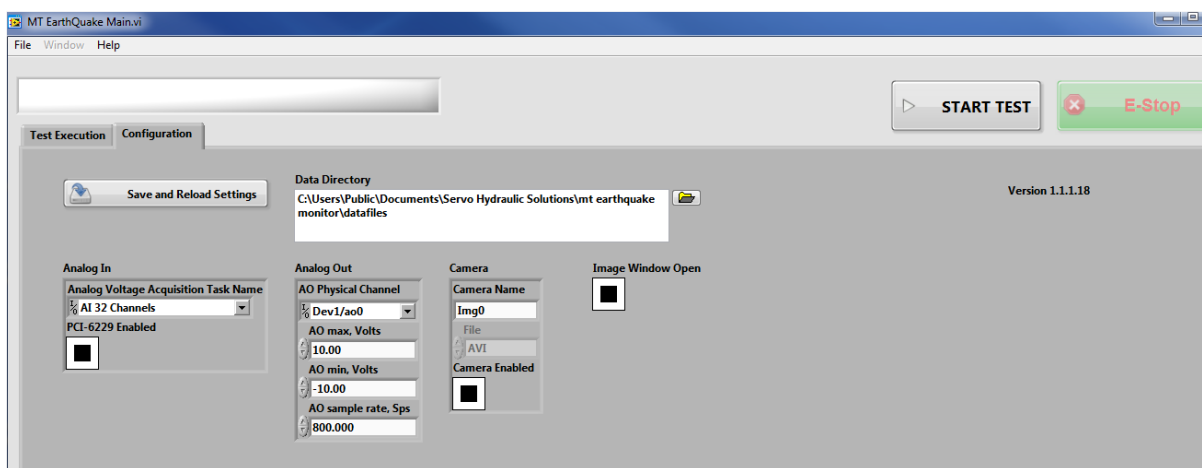 MT EarthQuake Main.vi
File Window Help
START TEST
E-Stop
Test Execution Configuration
Save and Reload Settings
Data Directory
C:\Users\Public\Documents\Servo Hydraulic Solutions\mt earthquake
monitor\datafiles
Version 1.1.1.18
Analog In
Analog Voltage Acquisition Task Name
AI 32 Channels
PCI-6229 Enabled
Analog Out
AO Physical Channel
Dev1/ao0
AO max, Volts
10.00
AO min, Volts
-10.00
AO sample rate, Sps
800.000
Camera
Camera Name
Img0
File
AVI
Camera Enabled
Image Window Open